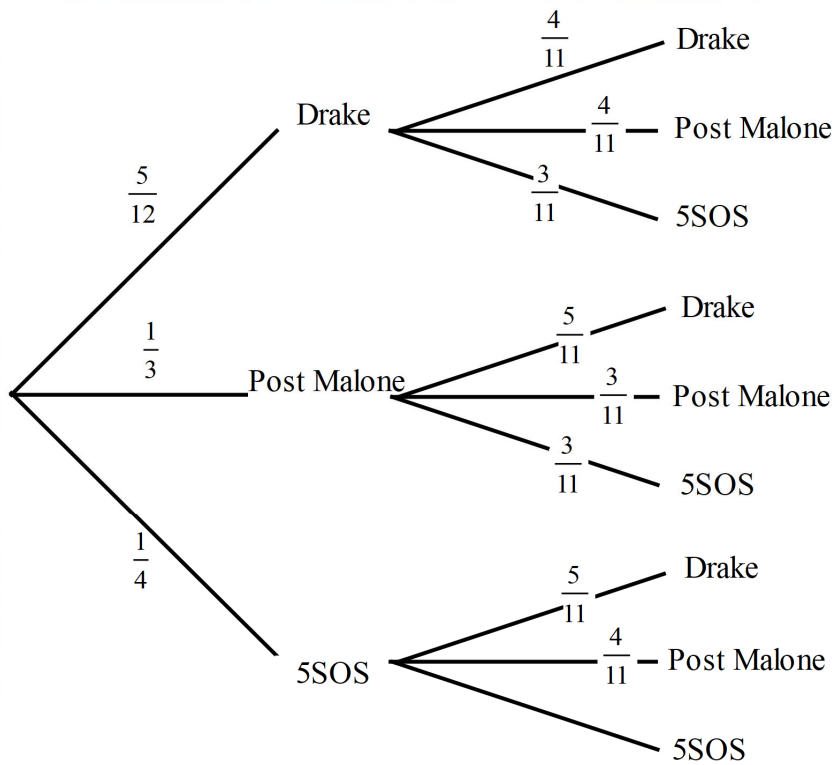 4/11
Drake
Drake
4/11
Post Malone
5/12
3/11
5SOS
Drake
5/11
1/3
Post Malone
3/11
Post Malone
3/11
5SOS
1/4
Drake
5/11
4/11
Post Malone
5SOS
5SOS